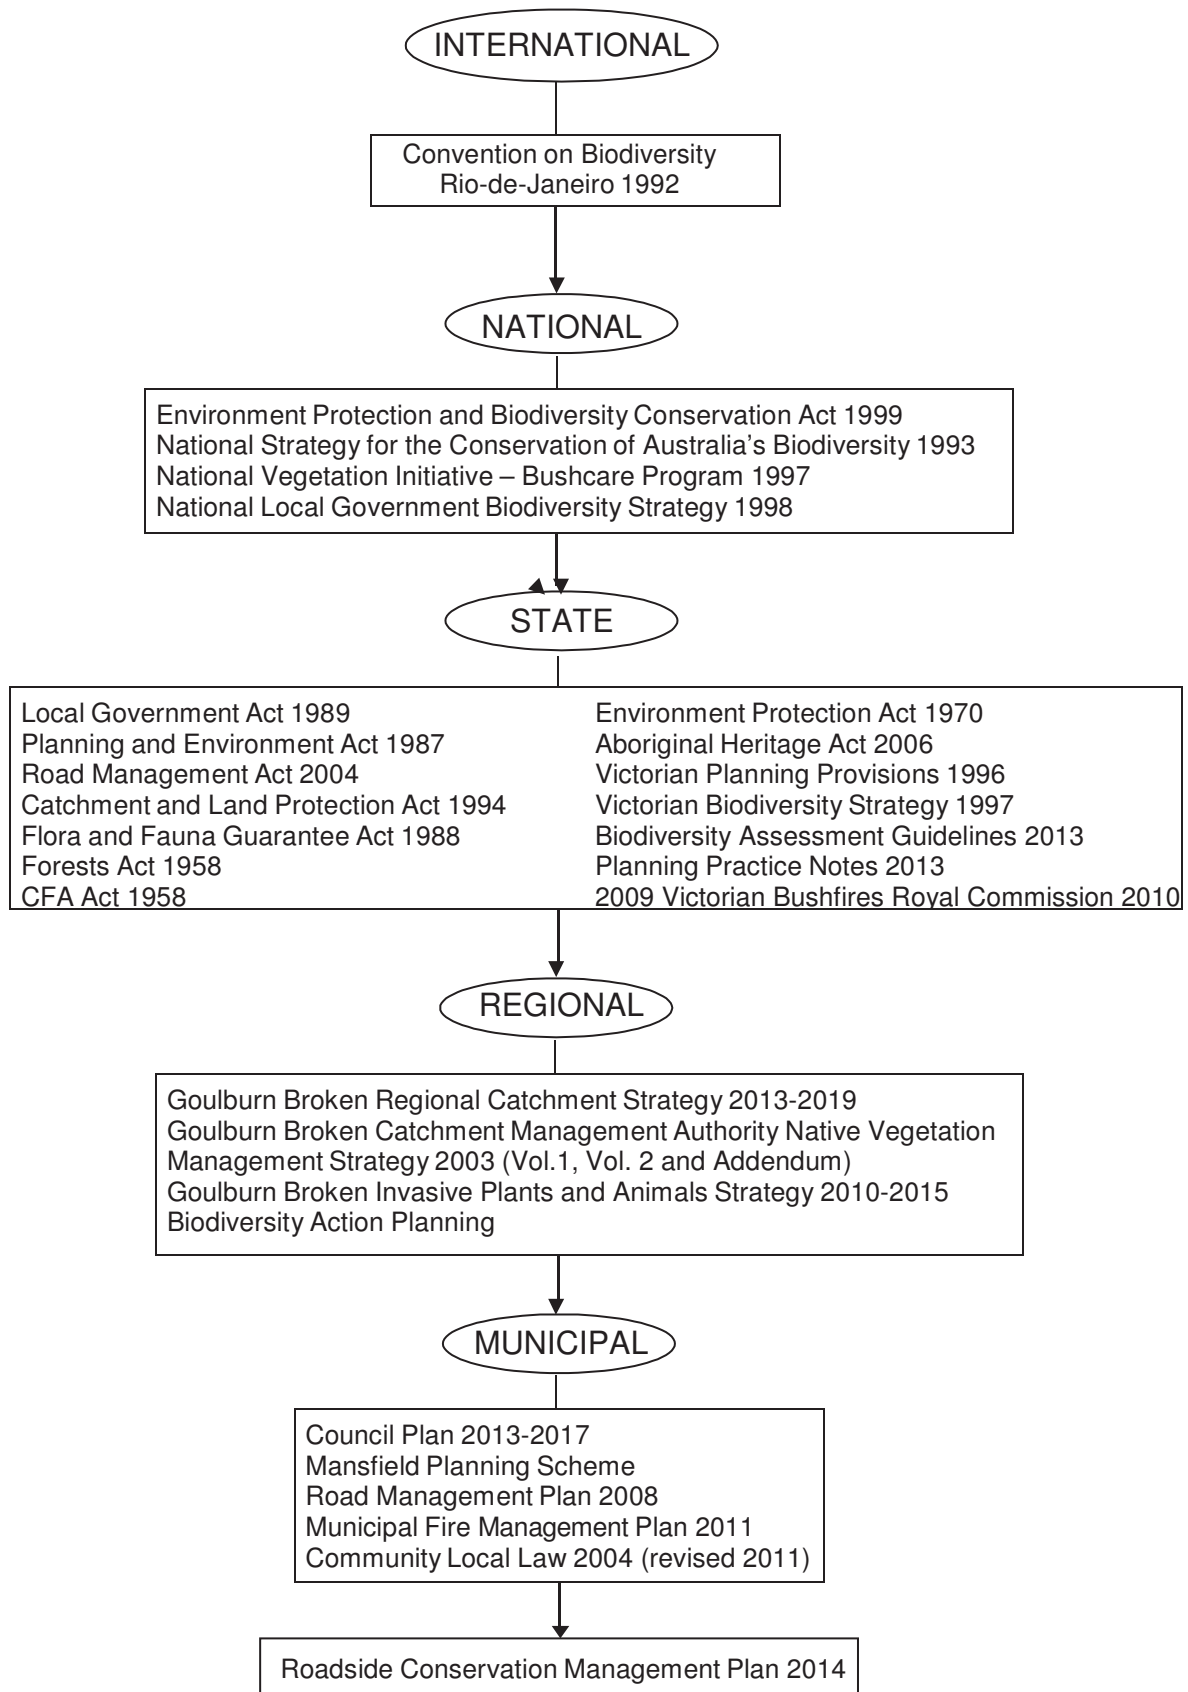 INTERNATIONAL
Convention on Biodiversity
Rio-de-Janeiro 1992
NATIONAL
Environment Protection and Biodiversity Conservation Act 1999
National Strategy for the Conservation of Australia’s Biodiversity 1993
National Vegetation Initiative – Bushcare Program 1997
National Local Government Biodiversity Strategy 1998
STATE
Local Government Act 1989
Planning and Environment Act 1987
Road Management Act 2004
Catchment and Land Protection Act 1994
Flora and Fauna Guarantee Act 1988
Forests Act 1958
CFA Act 1958
Environment Protection Act 1970
Aboriginal Heritage Act 2006
Victorian Planning Provisions 1996
Victorian Biodiversity Strategy 1997
Biodiversity Assessment Guidelines 2013
Planning Practice Notes 2013
2009 Victorian Bushfires Royal Commission 2010
REGIONAL
Goulburn Broken Regional Catchment Strategy 2013-2019
Goulburn Broken Catchment Management Authority Native Vegetation
Management Strategy 2003 (Vol.1, Vol. 2 and Addendum)
Goulburn Broken Invasive Plants and Animals Strategy 2010-2015
Biodiversity Action Planning
MUNICIPAL
Council Plan 2013-2017
Mansfield Planning Scheme
Road Management Plan 2008
Municipal Fire Management Plan 2011
Community Local Law 2004 (revised 2011)
Roadside Conservation Management Plan 2014